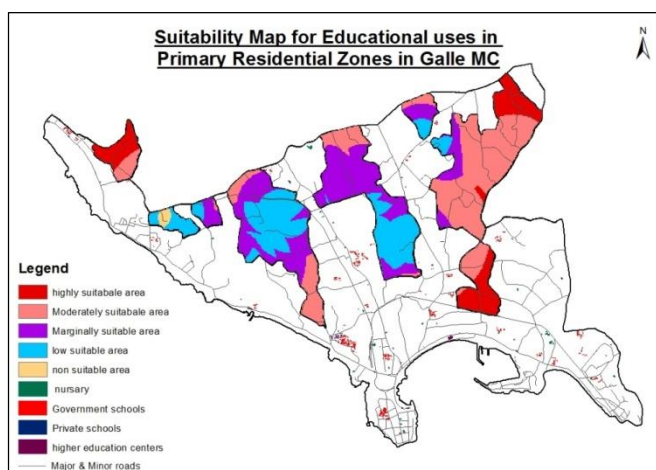 Suitability Map for Educational uses in
Primary Residential Zones in Galle MC
N
Legend
highly suitabale area
Moderately suitabale area
Marginally suitable area
low suitable area
non suitable area
nursary
Government schools
Private schools
higher education centers
Major & Minor roads